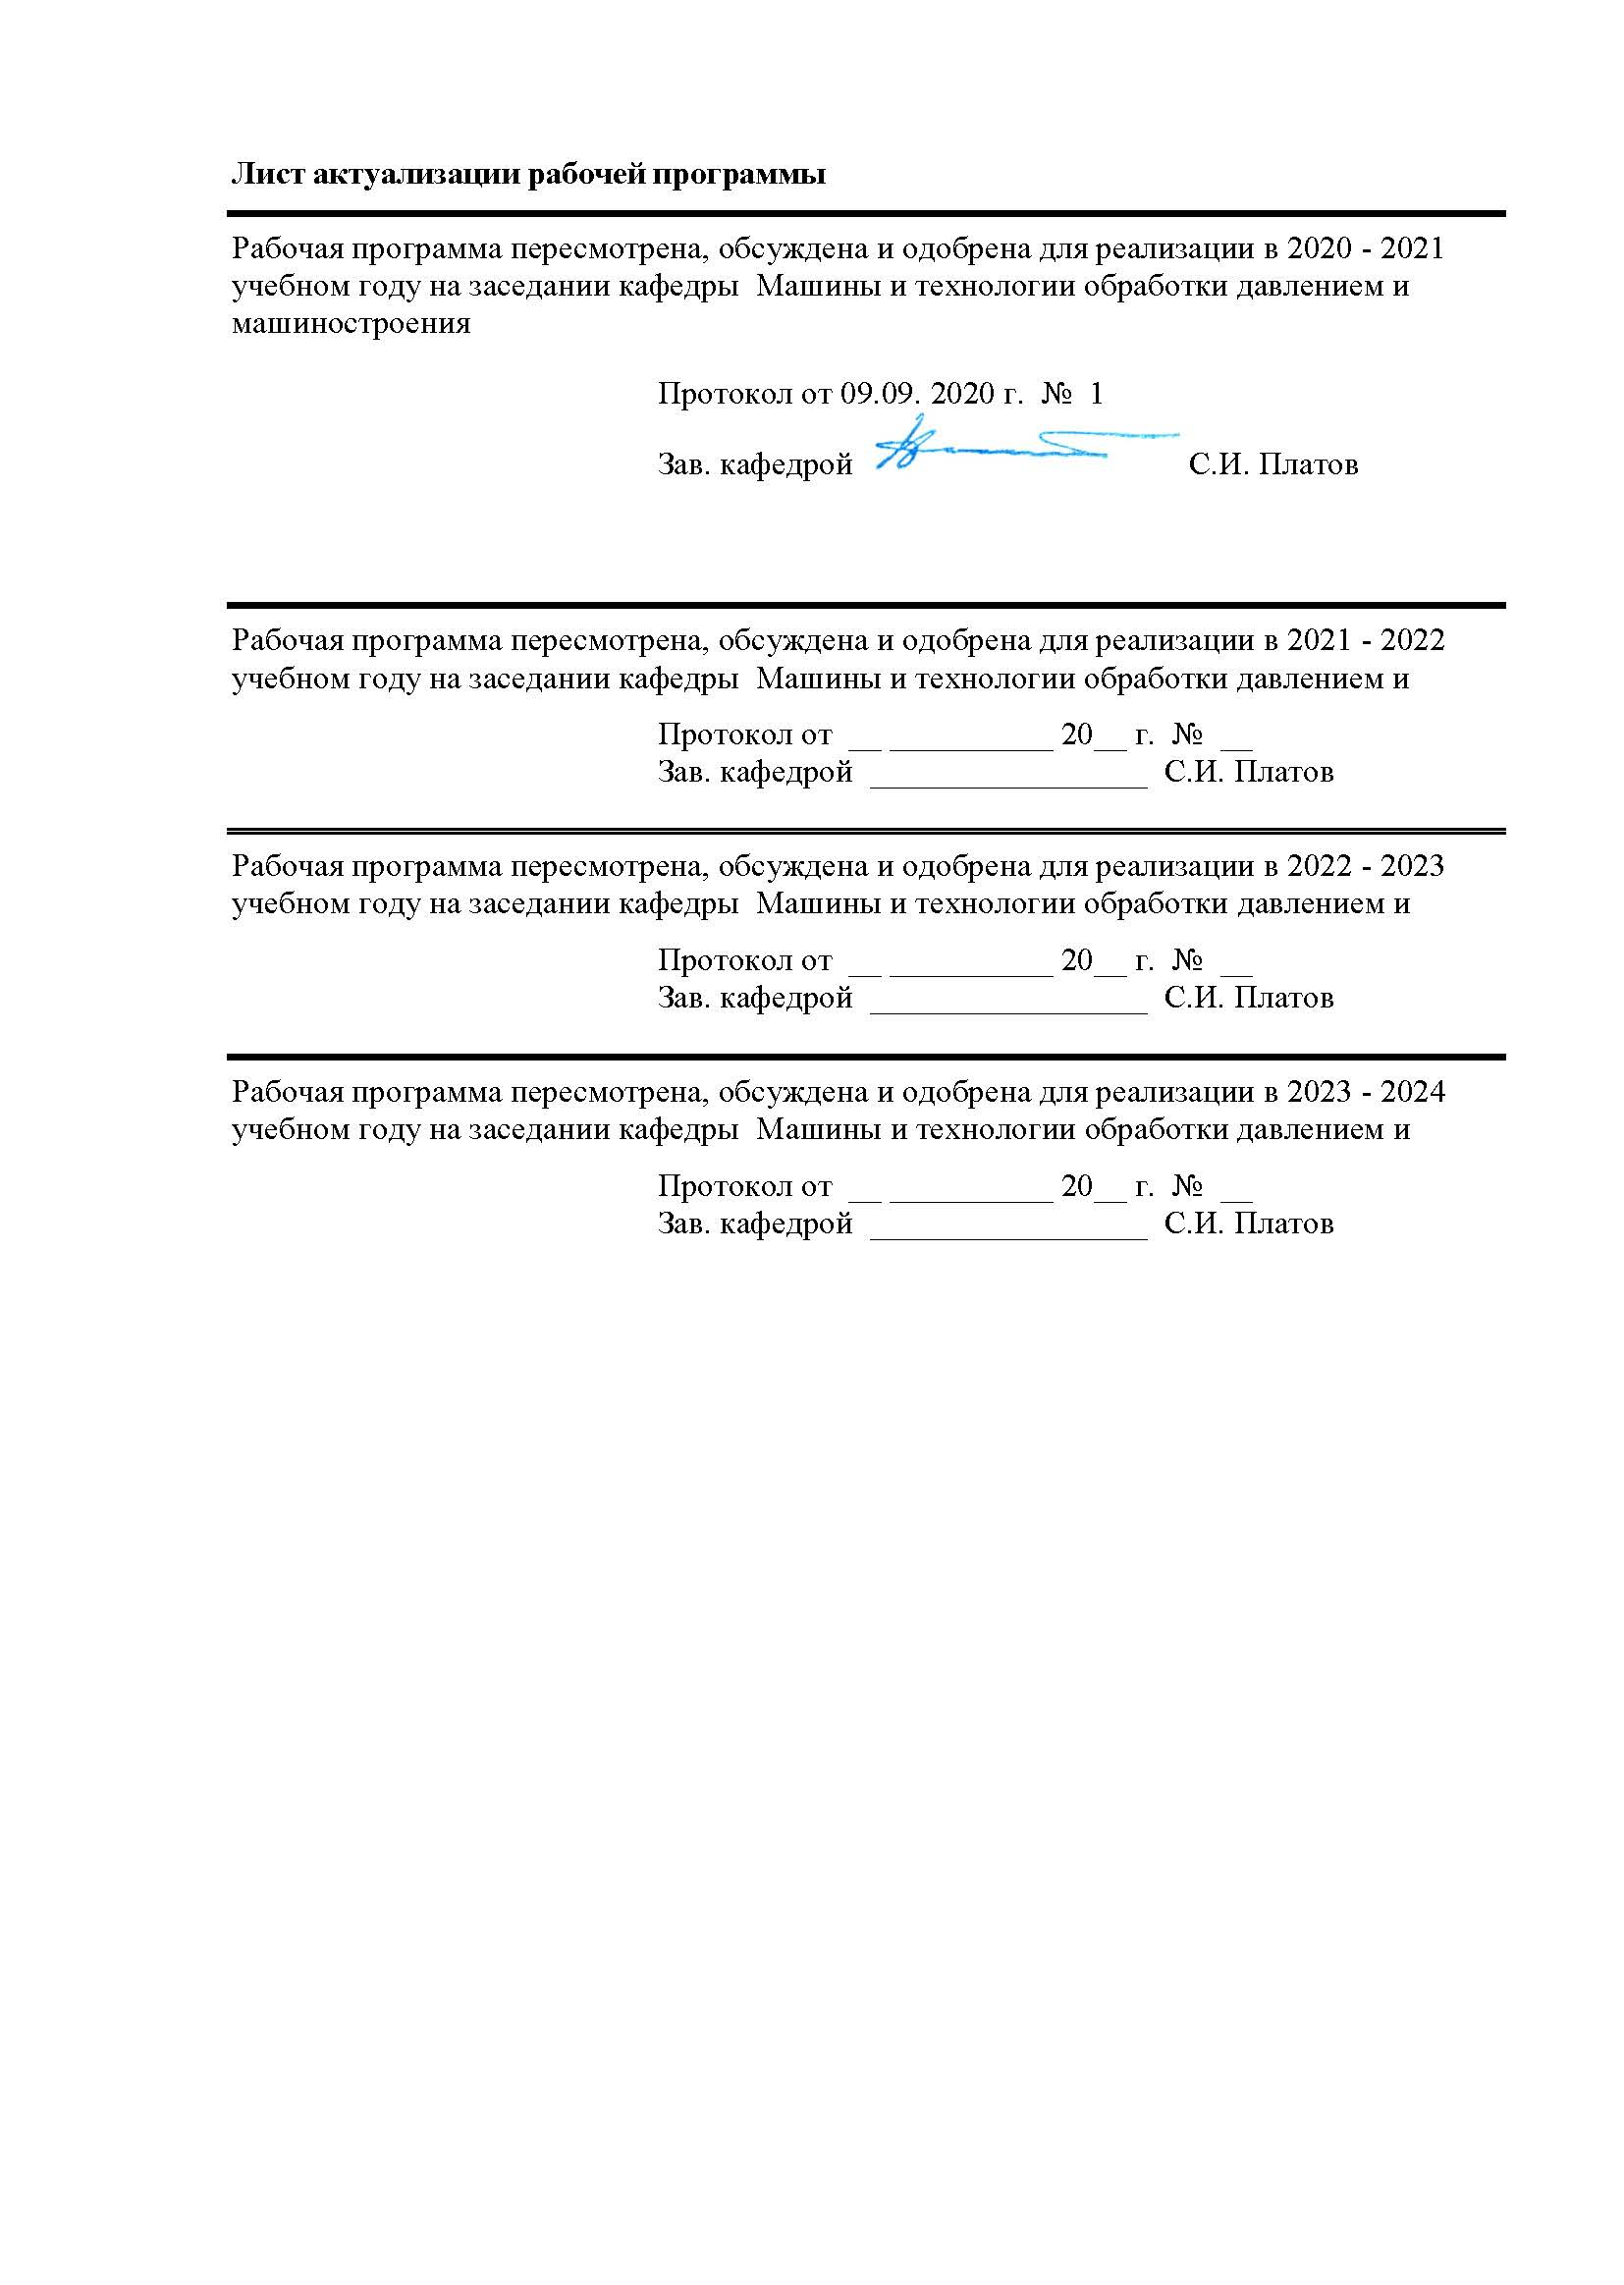 Лист актуализации рабочей программы
Рабочая программа пересмотрена, обсуждена и одобрена для реализации в 2020 - 2021
учебном году на заседании кафедры  Машины и технологии обработки давлением и
машиностроения
Протокол от 09.09. 2020 г.  №  1
Зав. кафедрой С.И. Платов
Рабочая программа пересмотрена, обсуждена и одобрена для реализации в 2021 - 2022
учебном году на заседании кафедры  Машины и технологии обработки давлением и
Протокол от  __ __________ 20__ г.  №  __
Зав. кафедрой  _________________  С.И. Платов
Рабочая программа пересмотрена, обсуждена и одобрена для реализации в 2022 - 2023
учебном году на заседании кафедры  Машины и технологии обработки давлением и
Протокол от  __ __________ 20__ г.  №  __
Зав. кафедрой  _________________  С.И. Платов
Рабочая программа пересмотрена, обсуждена и одобрена для реализации в 2023 - 2024
учебном году на заседании кафедры  Машины и технологии обработки давлением и
Протокол от  __ __________ 20__ г.  №  __
Зав. кафедрой  _________________  С.И. Платов